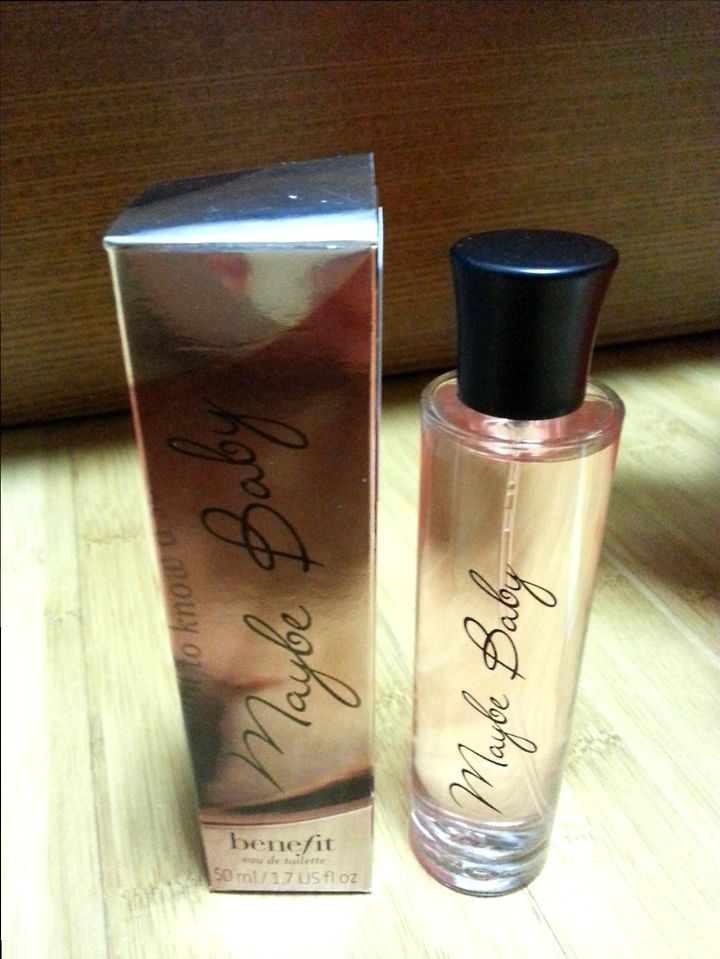 Maybe Baby
to know
benefit
eau de toilette
50 ml / 1.7 US fl oz
Maybe Baby